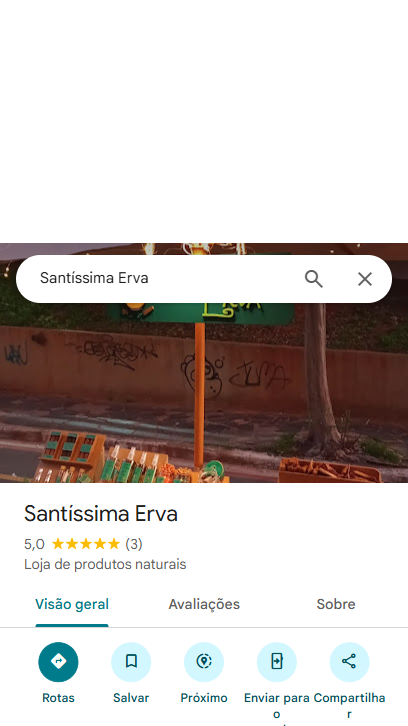 Santíssima Erva
Santíssima Erva
5,0 (3)
Loja de produtos naturais
Visão geral Avaliações Sobre
Rotas Salvar Próximo Enviar para o Compartilhar